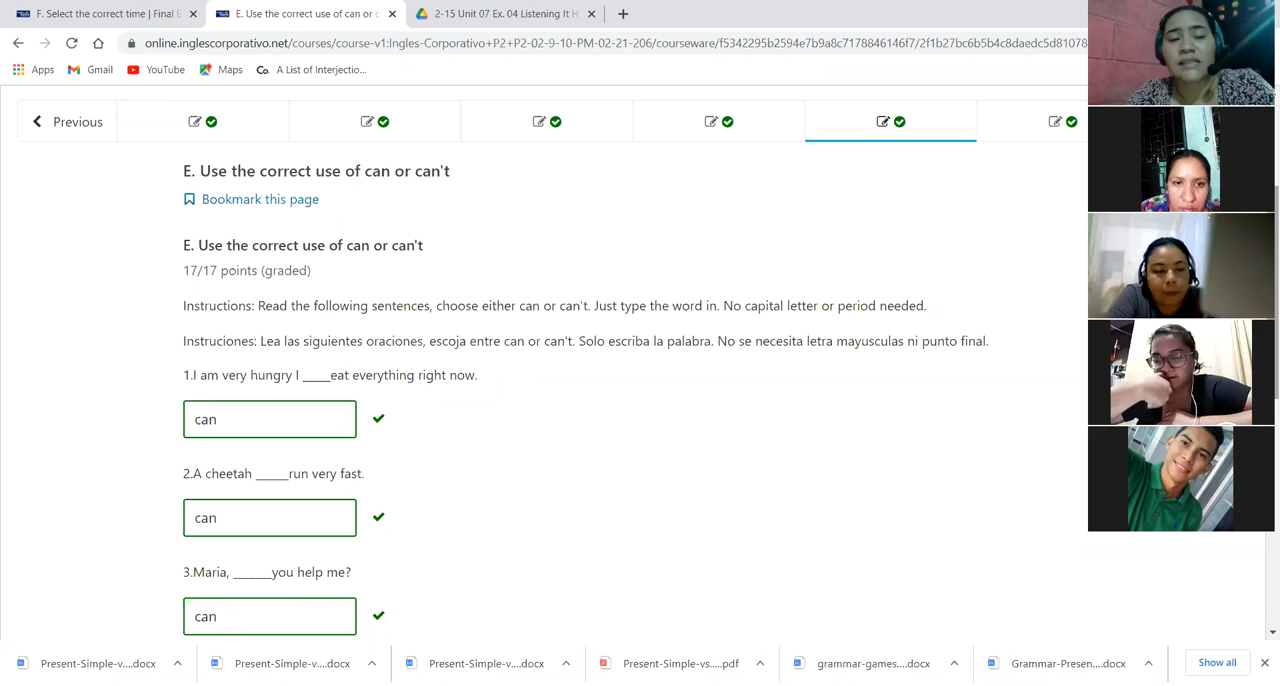 F. Select the correct time | Final E
E. Use the correct use of can or c
2-15 Unit 07 Ex. 04 Listening It H
online.inglescorporativo.net/courses/course-v1:Ingles-Corporativo+P2+P2-02-9-10-PM-02-21-206/courseware/f5342295b2594e7b9a8c7178846146f7/2f1b27bc6b5b4c8daedc5d81078
Apps Gmail YouTube Maps Co. A List of Interjectio...
Previous
E. Use the correct use of can or can't
Bookmark this page
E. Use the correct use of can or can't
17/17 points (graded)
Instructions: Read the following sentences, choose either can or can't. Just type the word in. No capital letter or period needed.
Instruciones: Lea las siguientes oraciones, escoja entre can or can't. Solo escriba la palabra. No se necesita letra mayusculas ni punto final.
1.I am very hungry I _____eat everything right now.
can
2.A cheetah ______run very fast.
can
3.Maria, _______you help me?
can
Present-Simple-v....docx Present-Simple-v....docx Present-Simple-v....docx Present-Simple-vs.....pdf grammar-games....docx Grammar-Presen....docx Show all